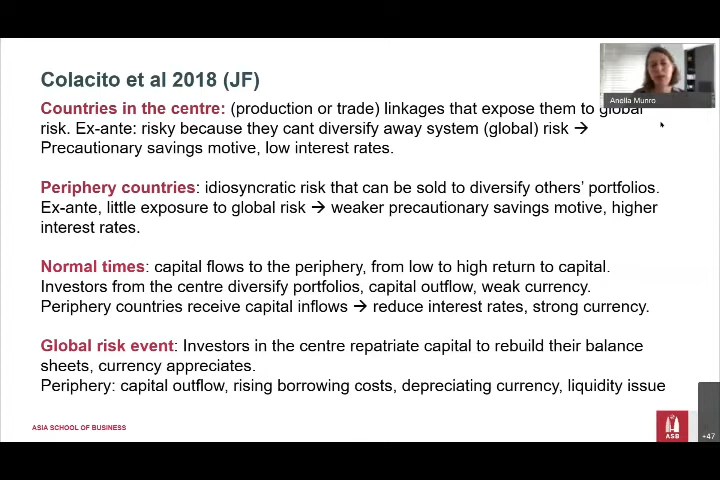 Colacito et al 2018 (JF)
Countries in the centre: (production or trade) linkages that expose them to global
risk. Ex-ante: risky because they cant diversify away system (global) risk →
Precautionary savings motive, low interest rates.
Periphery countries: idiosyncratic risk that can be sold to diversify others' portfolios.
Ex-ante, little exposure to global risk → weaker precautionary savings motive, higher
interest rates.
Normal times: capital flows to the periphery, from low to high return to capital.
Investors from the centre diversify portfolios, capital outflow, weak currency.
Periphery countries receive capital inflows → reduce interest rates, strong currency.
Global risk event: Investors in the centre repatriate capital to rebuild their balance
sheets, currency appreciates.
Periphery: capital outflow, rising borrowing costs, depreciating currency, liquidity issue
Anella Munro
ASIA SCHOOL OF BUSINESS
ASB
+47